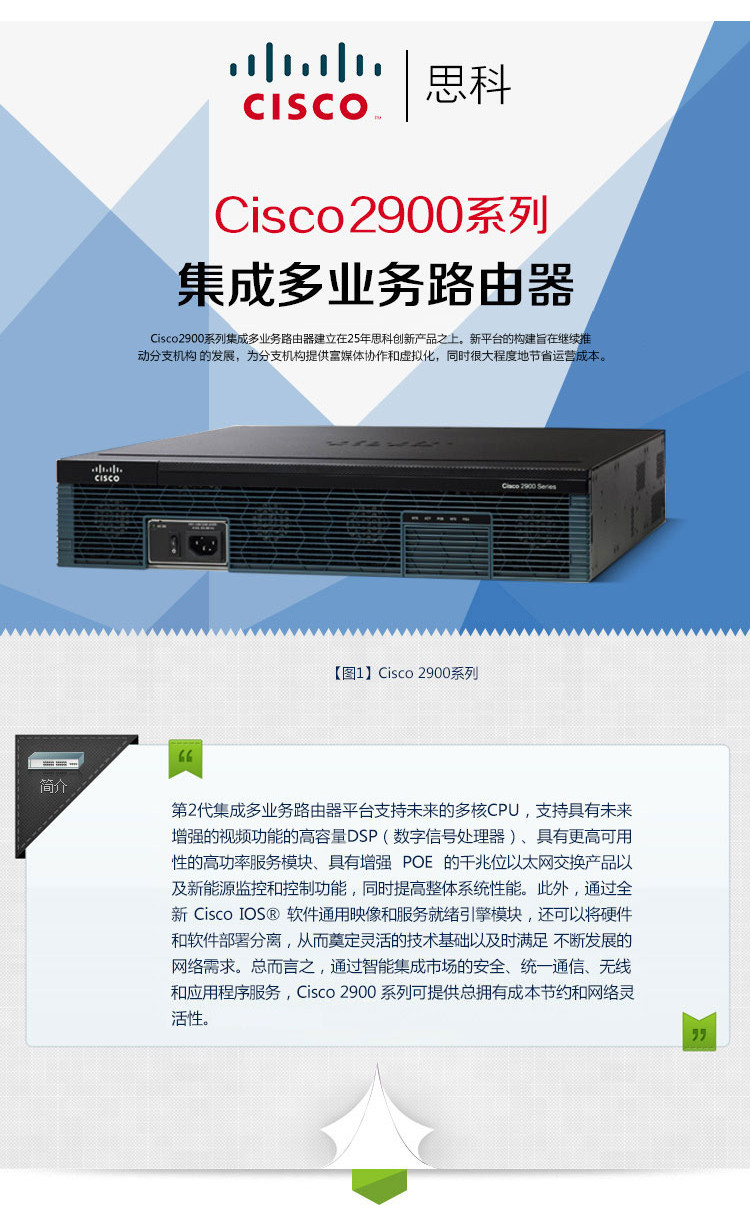 CISCO™
思科
Cisco2900系列
集成多业务路由器
Cisco2900系列集成多业务路由器建立在25年思科创新产品之上。新平台的构建旨在继续推
动分支机构 的发展，为分支机构提供富媒体协作和虚拟化，同时很大程度地节省运营成本。
CISCO
Cisco 2900 Series
【图1】Cisco 2900系列
简介
“
第2代集成多业务路由器平台支持未来的多核CPU，支持具有未来
增强的视频功能的高容量DSP（数字信号处理器）、具有更高可用
性的高功率服务模块、具有增强 POE 的千兆位以太网交换产品以
及新能源监控和控制功能，同时提高整体系统性能。此外，通过全
新 Cisco IOS® 软件通用映像和服务就绪引擎模块，还可以将硬件
和软件部署分离，从而奠定灵活的技术基础以及时满足 不断发展的
网络需求。总而言之，通过智能集成市场的安全、统一通信、无线
和应用程序服务，Cisco 2900 系列可提供总拥有成本节约和网络灵
活性。
”